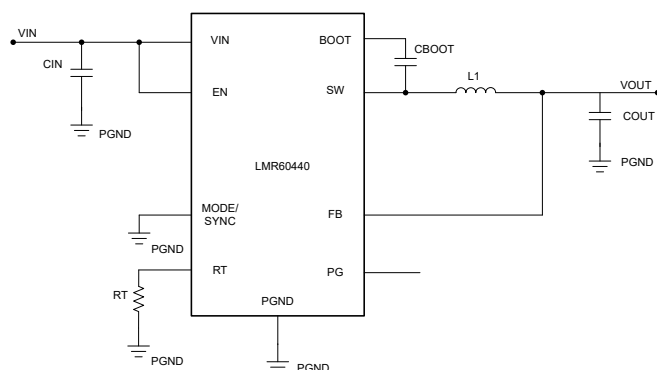 VIN
VIN
BOOT
CBOOT
CIN
L1
EN
SW
VOUT
COUT
PGND
PGND
LMR60440
MODE/
SYNC
FB
PGND
RT
PG
RT
PGND
PGND
PGND